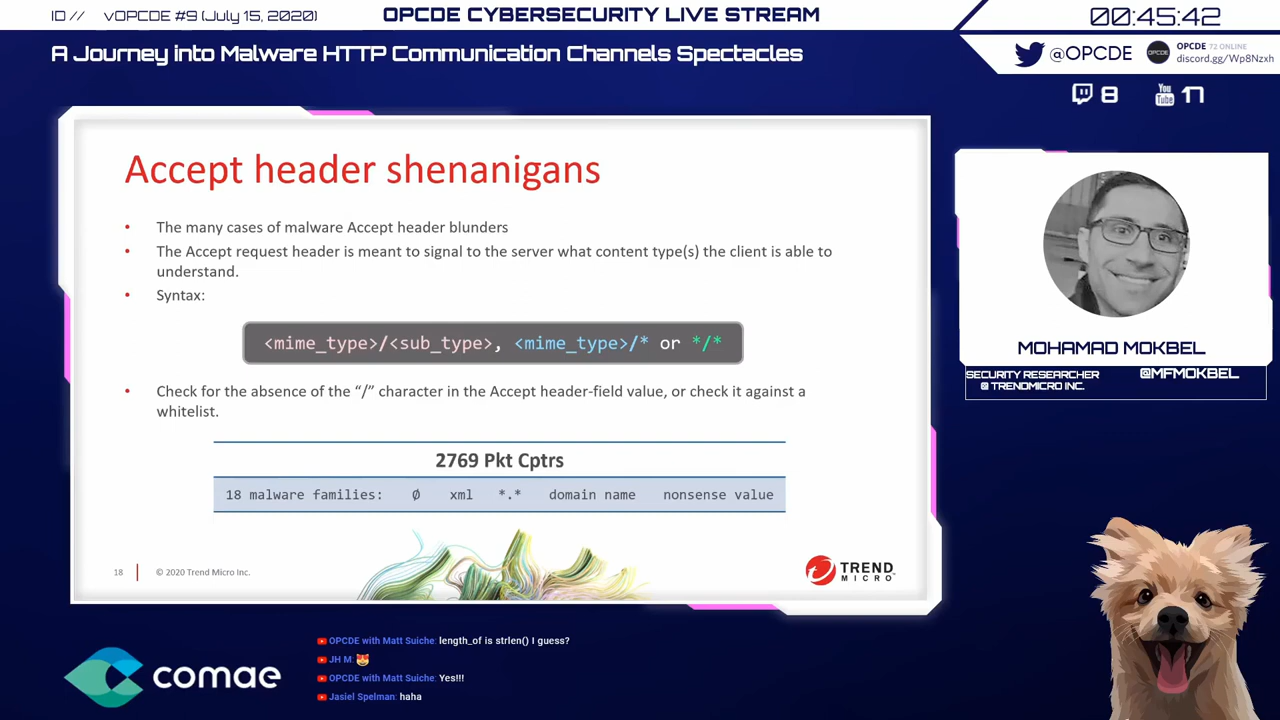 ID // vOPCDE #9 (July 15, 2020)
OPCDE CYBERSECURITY LIVE STREAM
00:45:42
A Journey into Malware HTTP Communication Channels Spectacles
@OPCDE
OPCDE
OPCDE 72 ONLINE
discord.gg/Wp8Nzxh
8
You Tube 17
Accept header shenanigans
• The many cases of malware Accept header blunders
• The Accept request header is meant to signal to the server what content type(s) the client is able to
understand.
• Syntax:
<mime_type>/<sub_type>, <mime_type>/* or */*
• Check for the absence of the “/” character in the Accept header-field value, or check it against a
whitelist.
2769 Pkt Cptrs
18 malware families: Ø xml *.* domain name nonsense value
18 © 2020 Trend Micro Inc.
TREND
MICRO
MOHAMAD MOKBEL
SECURITY RESEARCHER
@ TRENDMICRO INC.
@MFMOKBEL
comae
OPCDE with Matt Suiche: length_of is strlen() I guess?
JH M: 😺
OPCDE with Matt Suiche: Yes!!!
Jasiel Spelman: haha